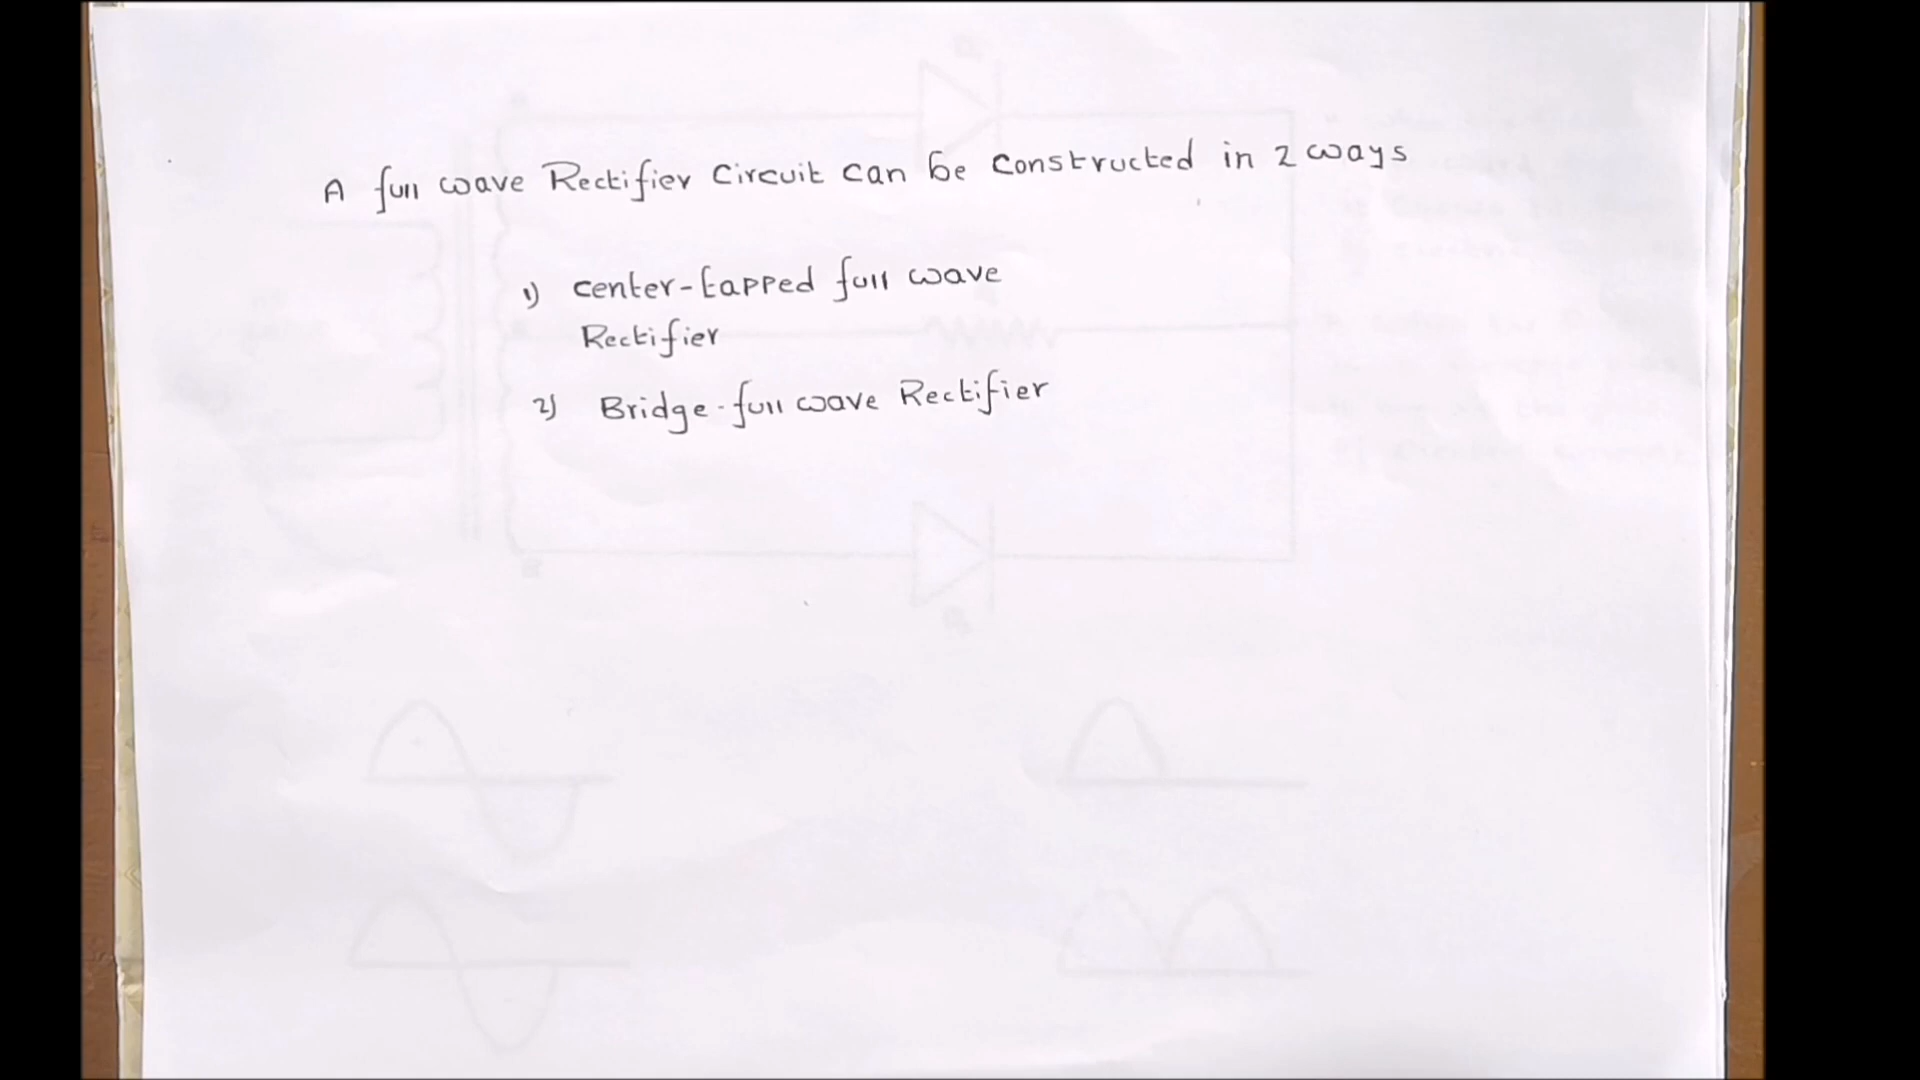 A full wave Rectifier Circuit can be constructed in 2 ways
1) center-tapped full wave
Rectifier
2) Bridge-full wave Rectifier